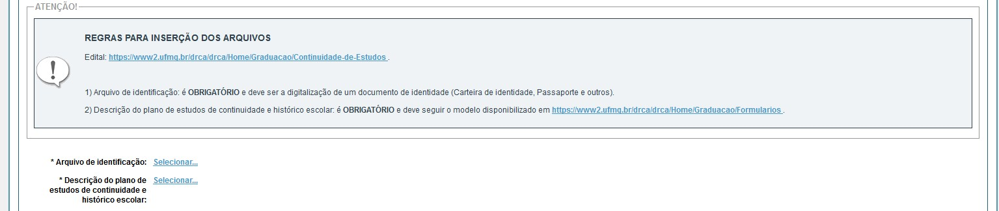 ATENÇÃO!
REGRAS PARA INSERÇÃO DOS ARQUIVOS
Edital: https://www2.ufmg.br/drca/drca/Home/Graduacao/Continuidade-de-Estudos .
1) Arquivo de identificação: é OBRIGATÓRIO e deve ser a digitalização de um documento de identidade (Carteira de identidade, Passaporte e outros).
2) Descrição do plano de estudos de continuidade e histórico escolar: é OBRIGATÓRIO e deve seguir o modelo disponibilizado em https://www2.ufmg.br/drca/drca/Home/Graduacao/Formularios .
* Arquivo de identificação: Selecionar...
* Descrição do plano de Selecionar...
estudos de continuidade e
histórico escolar: